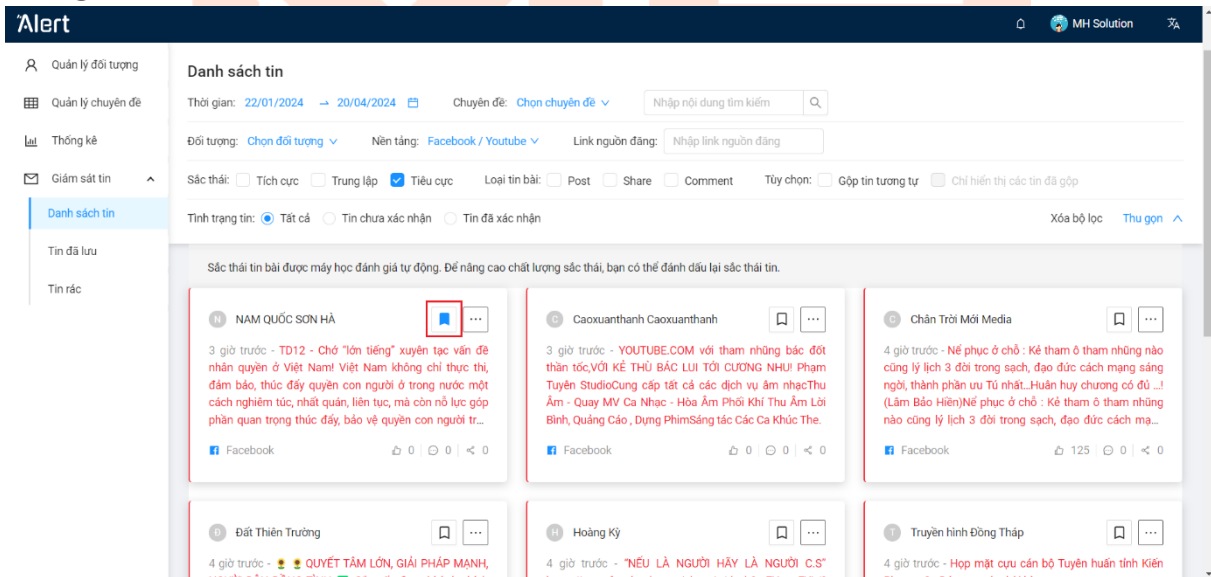 Alert
MH Solution
Quản lý đối tượng
Quản lý chuyên đề
Thống kê
Giám sát tin
Danh sách tin
Tin đã lưu
Tin rác
Danh sách tin
Thời gian: 22/01/2024 → 20/04/2024 Chuyên đề: Chọn chuyên đề Nhập nội dung tìm kiếm
Đối tượng: Chọn đối tượng Nền tảng: Facebook / Youtube Link nguồn đăng: Nhập link nguồn đăng
Sắc thái: Tích cực Trung lập Tiêu cực Loại tin bài: Post Share Comment Tùy chọn: Gộp tin tương tự Chỉ hiển thị các tin đã gộp
Tình trạng tin: Tất cả Tin chưa xác nhận Tin đã xác nhận Xóa bộ lọc Thu gọn
Sắc thái tin bài được máy học đánh giá tự động. Để nâng cao chất lượng sắc thái, bạn có thể đánh dấu lại sắc thái tin.
N NAM QUỐC SƠN HÀ
3 giờ trước - TD12 - Chớ "lớn tiếng" xuyên tạc vấn đề
nhân quyền ở Việt Nam! Việt Nam không chỉ thực thi,
đảm bảo, thúc đẩy quyền con người ở trong nước một
cách nghiêm túc, nhất quán, liên tục, mà còn nỗ lực góp
phần quan trọng thúc đẩy, bảo vệ quyền con người tr...
Facebook 0 0 0
C Caoxuanthanh Caoxuanthanh
3 giờ trước - YOUTUBE.COM với tham nhũng bác đốt
thần tốc,VỚI KẺ THÙ BÁC LUI TỚI CƯƠNG NHU! Phạm
Tuyên StudioCung cấp tất cả các dịch vụ âm nhạcThu
Âm - Quay MV Ca Nhạc - Hòa Âm Phối Khí Thu Âm Lời
Bình, Quảng Cáo , Dựng PhimSáng tác Các Ca Khúc The.
Facebook 0 0 0
C Chân Trời Mới Media
4 giờ trước - Nể phục ở chỗ : Kẻ tham ô tham nhũng nào
cũng lý lịch 3 đời trong sạch, đạo đức cách mạng sáng
ngời, thành phần ưu Tú nhất...Huân huy chương có đủ ...!
(Lâm Bảo Hiền)Nể phục ở chỗ : Kẻ tham ô tham nhũng
nào cũng lý lịch 3 đời trong sạch, đạo đức cách mạ...
Facebook 125 0 0
Đ Đất Thiên Trường
4 giờ trước - QUYẾT TÂM LỚN, GIẢI PHÁP MẠNH,
H Hoàng Kỳ
4 giờ trước - "NẾU LÀ NGƯỜI HÃY LÀ NGƯỜI C.S"
T Truyền hình Đồng Tháp
4 giờ trước - Họp mặt cựu cán bộ Tuyên huấn tỉnh Kiến